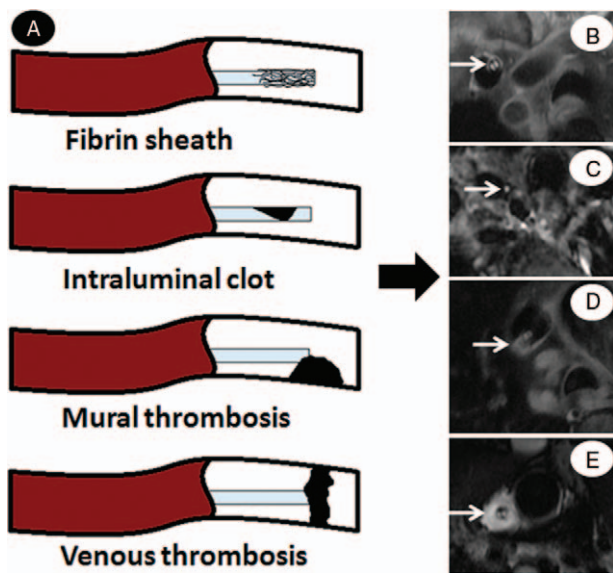 A
Fibrin sheath
Intraluminal clot
Mural thrombosis
Venous thrombosis
B
C
D
E